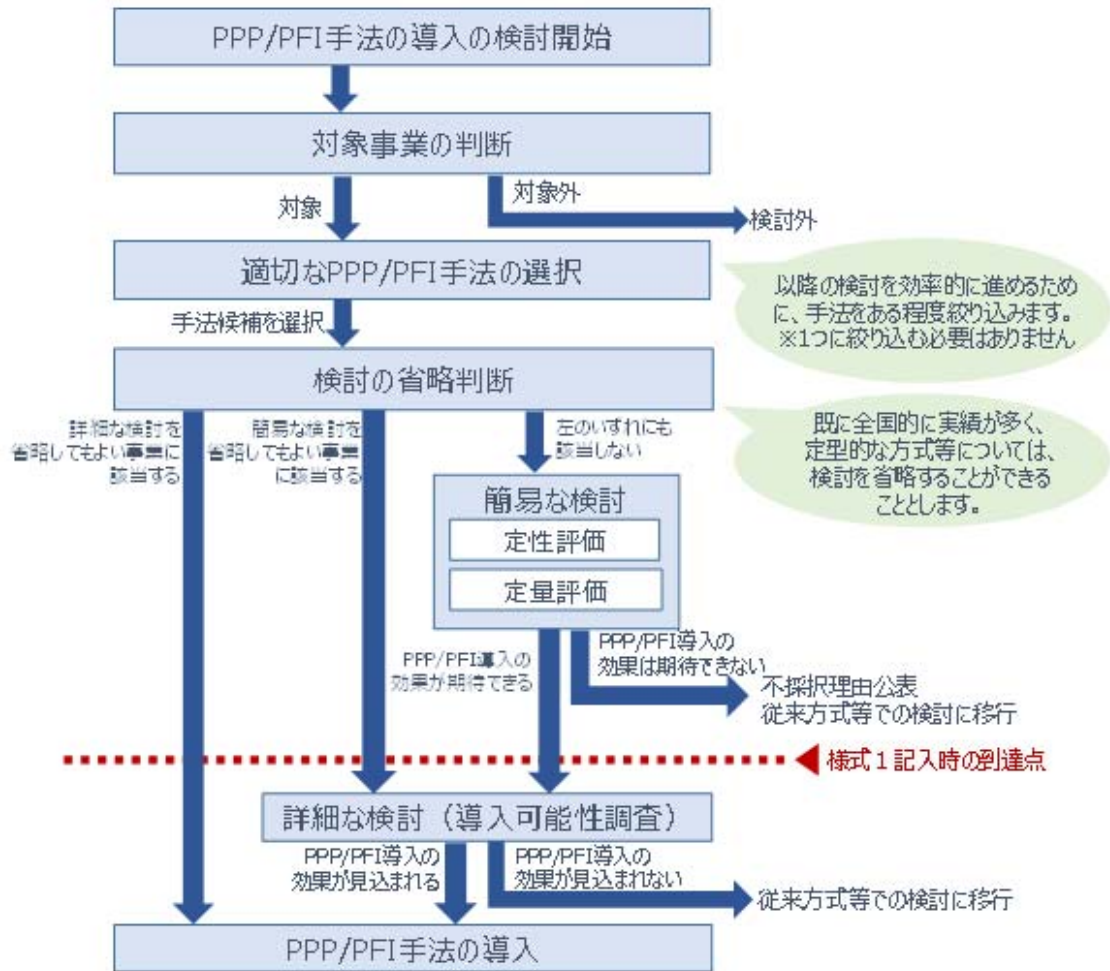 PPP/PFI手法の導入の検討開始
対象事業の判断
対象
対象外
検討外
適切なPPP/PFI手法の選択
以降の検討を効率的に進めるため
に、手法をある程度絞り込みます。
※1つに絞り込む必要はありません
手法候補を選択
検討の省略判断
詳細な検討を
省略してもよい事業に
該当する
簡易な検討を
省略してもよい事業
に該当する
左のいずれにも
該当しない
既に全国的に実績が多く、
定型的な方式等については、
検討を省略することができる
こととします。
簡易な検討
定性評価
定量評価
PPP/PFI導入の
効果が期待できる
PPP/PFI導入の
効果は期待できない
不採択理由公表
従来方式等での検討に移行
様式1記入時の到達点
詳細な検討（導入可能性調査）
PPP/PFI導入の
効果が見込まれる
PPP/PFI導入の
効果が見込まれない
従来方式等での検討に移行
PPP/PFI手法の導入